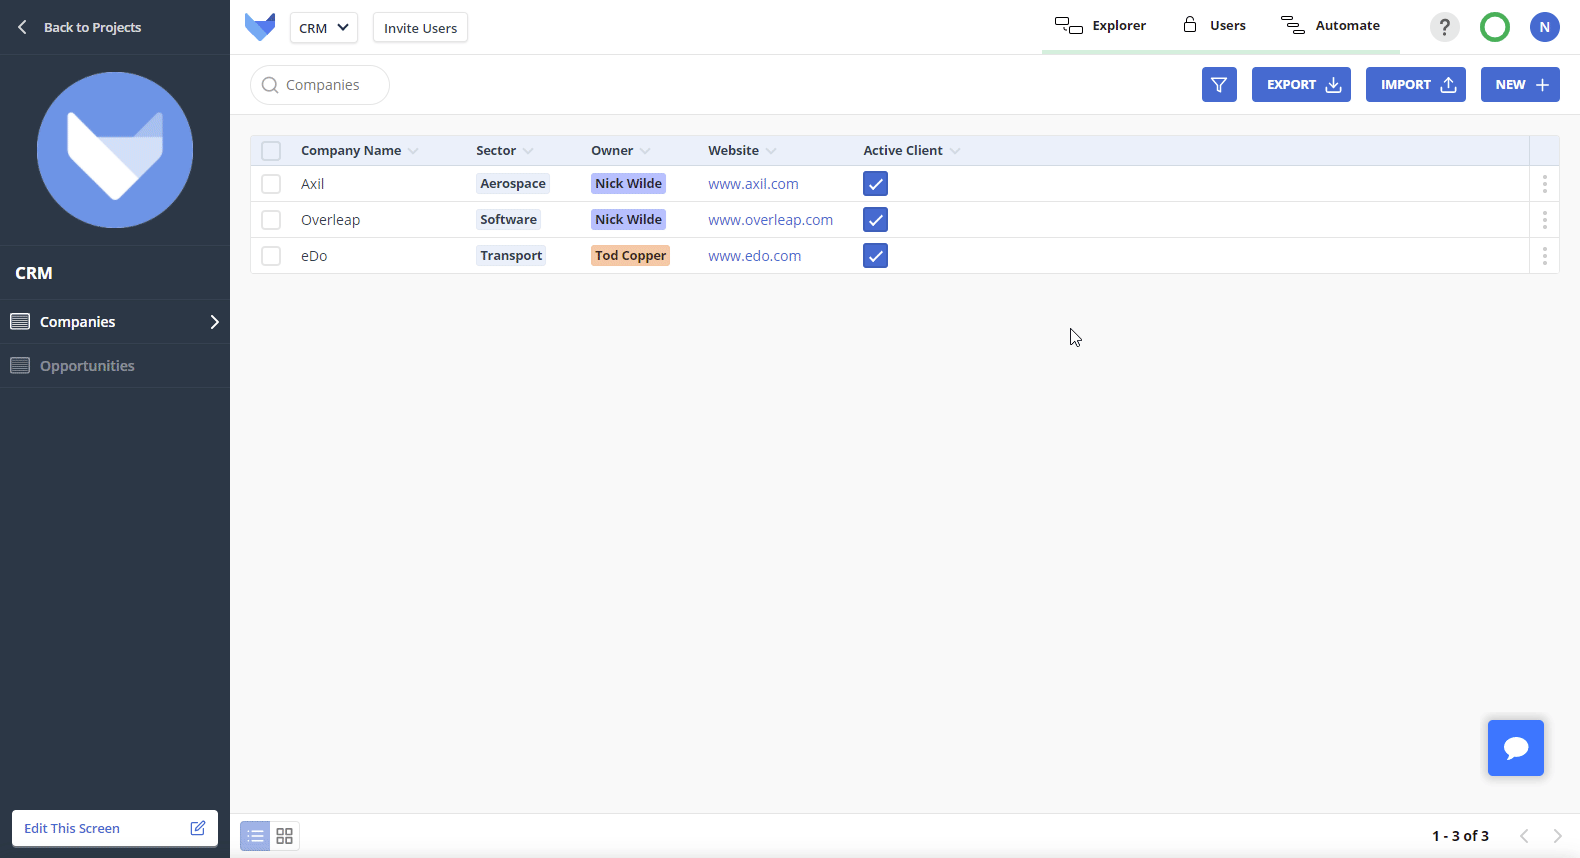 Back to Projects
CRM
Invite Users
Explorer
Users
Automate
?
N
Companies
EXPORT
IMPORT
NEW
Company Name Sector Owner Website Active Client
Axil Aerospace Nick Wilde www.axil.com
Overleap Software Nick Wilde www.overleap.com
eDo Transport Tod Copper www.edo.com
CRM
Companies
Opportunities
Edit This Screen
1 - 3 of 3